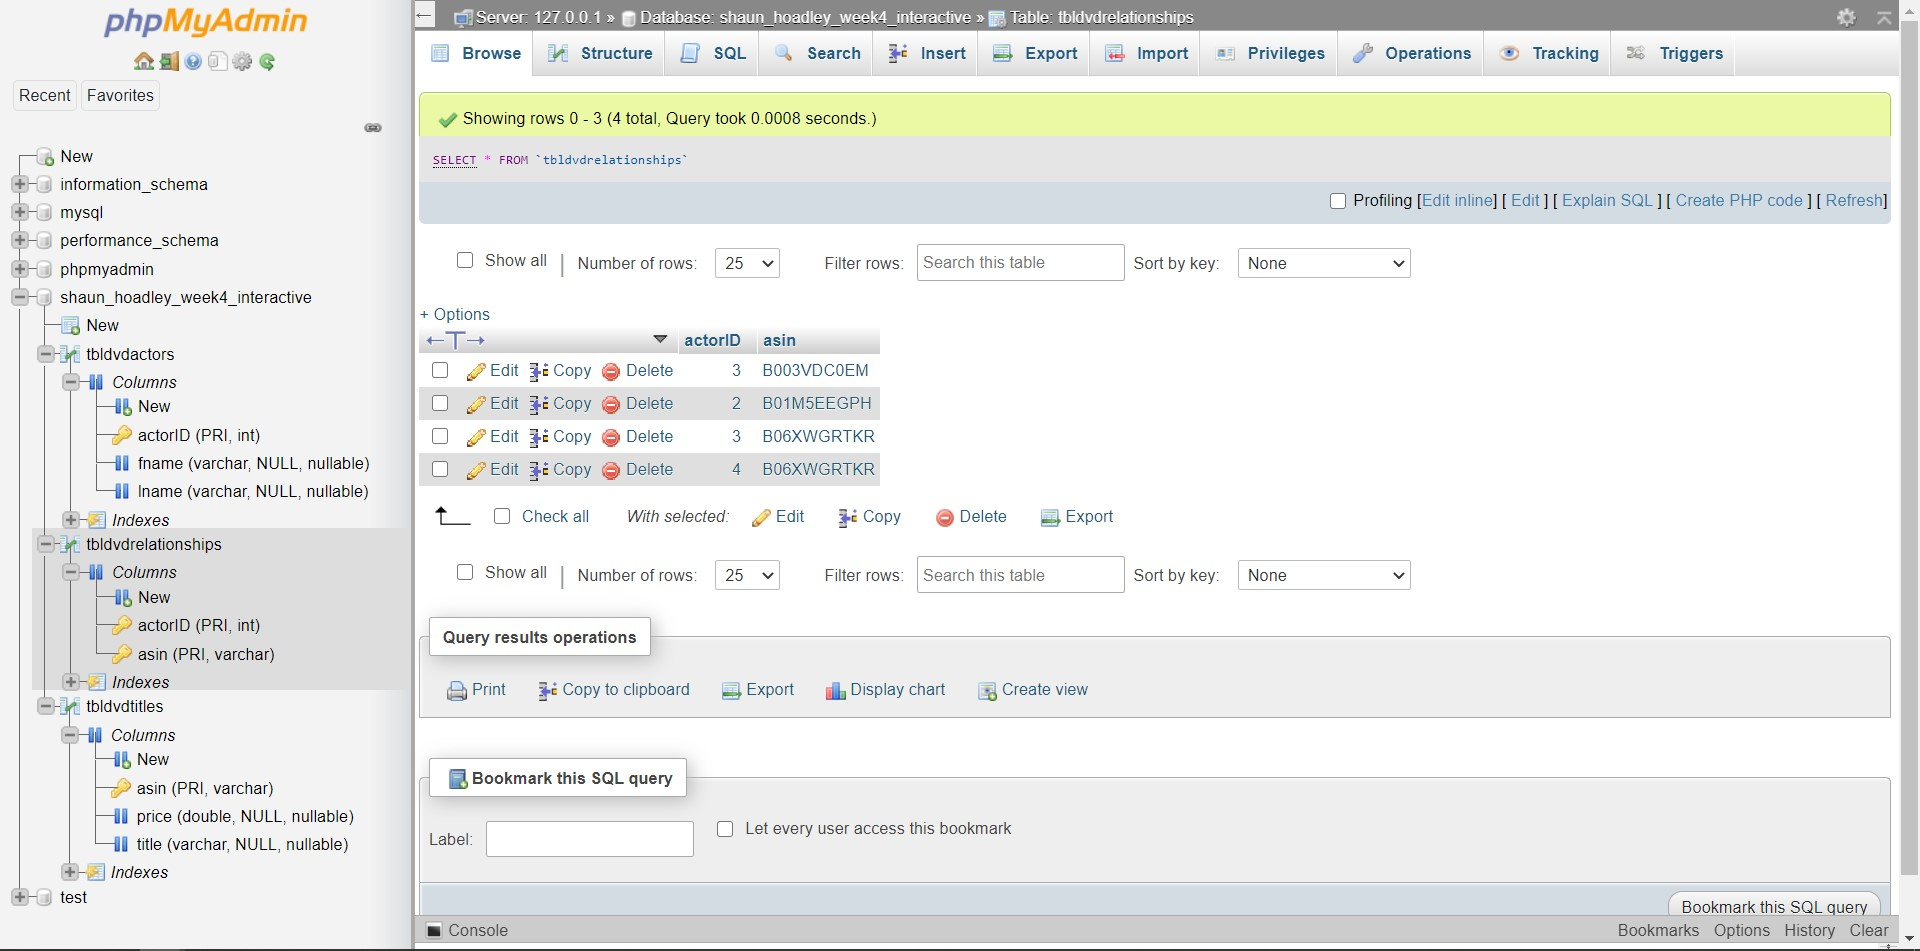 phpMyAdmin
Recent Favorites
New
information_schema
mysql
performance_schema
phpmyadmin
shaun_hoadley_week4_interactive
New
tbldvdactors
Columns
New
actorID (PRI, int)
fname (varchar, NULL, nullable)
lname (varchar, NULL, nullable)
Indexes
tbldvdrelationships
Columns
New
actorID (PRI, int)
asin (PRI, varchar)
Indexes
tbldvdtitles
Columns
New
asin (PRI, varchar)
price (double, NULL, nullable)
title (varchar, NULL, nullable)
Indexes
test
Server: 127.0.0.1 » Database: shaun_hoadley_week4_interactive » Table: tbldvdrelationships
Browse Structure SQL Search Insert Export Import Privileges Operations Tracking Triggers
Showing rows 0 - 3 (4 total, Query took 0.0008 seconds.)
SELECT * FROM `tbldvdrelationships`
Profiling [Edit inline] [ Edit ] [ Explain SQL ] [ Create PHP code ] [ Refresh]
Show all | Number of rows: 25 Filter rows: Search this table Sort by key: None
+ Options
←T→ actorID asin
Edit Copy Delete 3 B003VDC0EM
Edit Copy Delete 2 B01M5EEGPH
Edit Copy Delete 3 B06XWGRTKR
Edit Copy Delete 4 B06XWGRTKR
Check all With selected: Edit Copy Delete Export
Show all | Number of rows: 25 Filter rows: Search this table Sort by key: None
Query results operations
Print Copy to clipboard Export Display chart Create view
Bookmark this SQL query
Label: Let every user access this bookmark
Bookmark this SQL query
Console Bookmarks Options History Clear